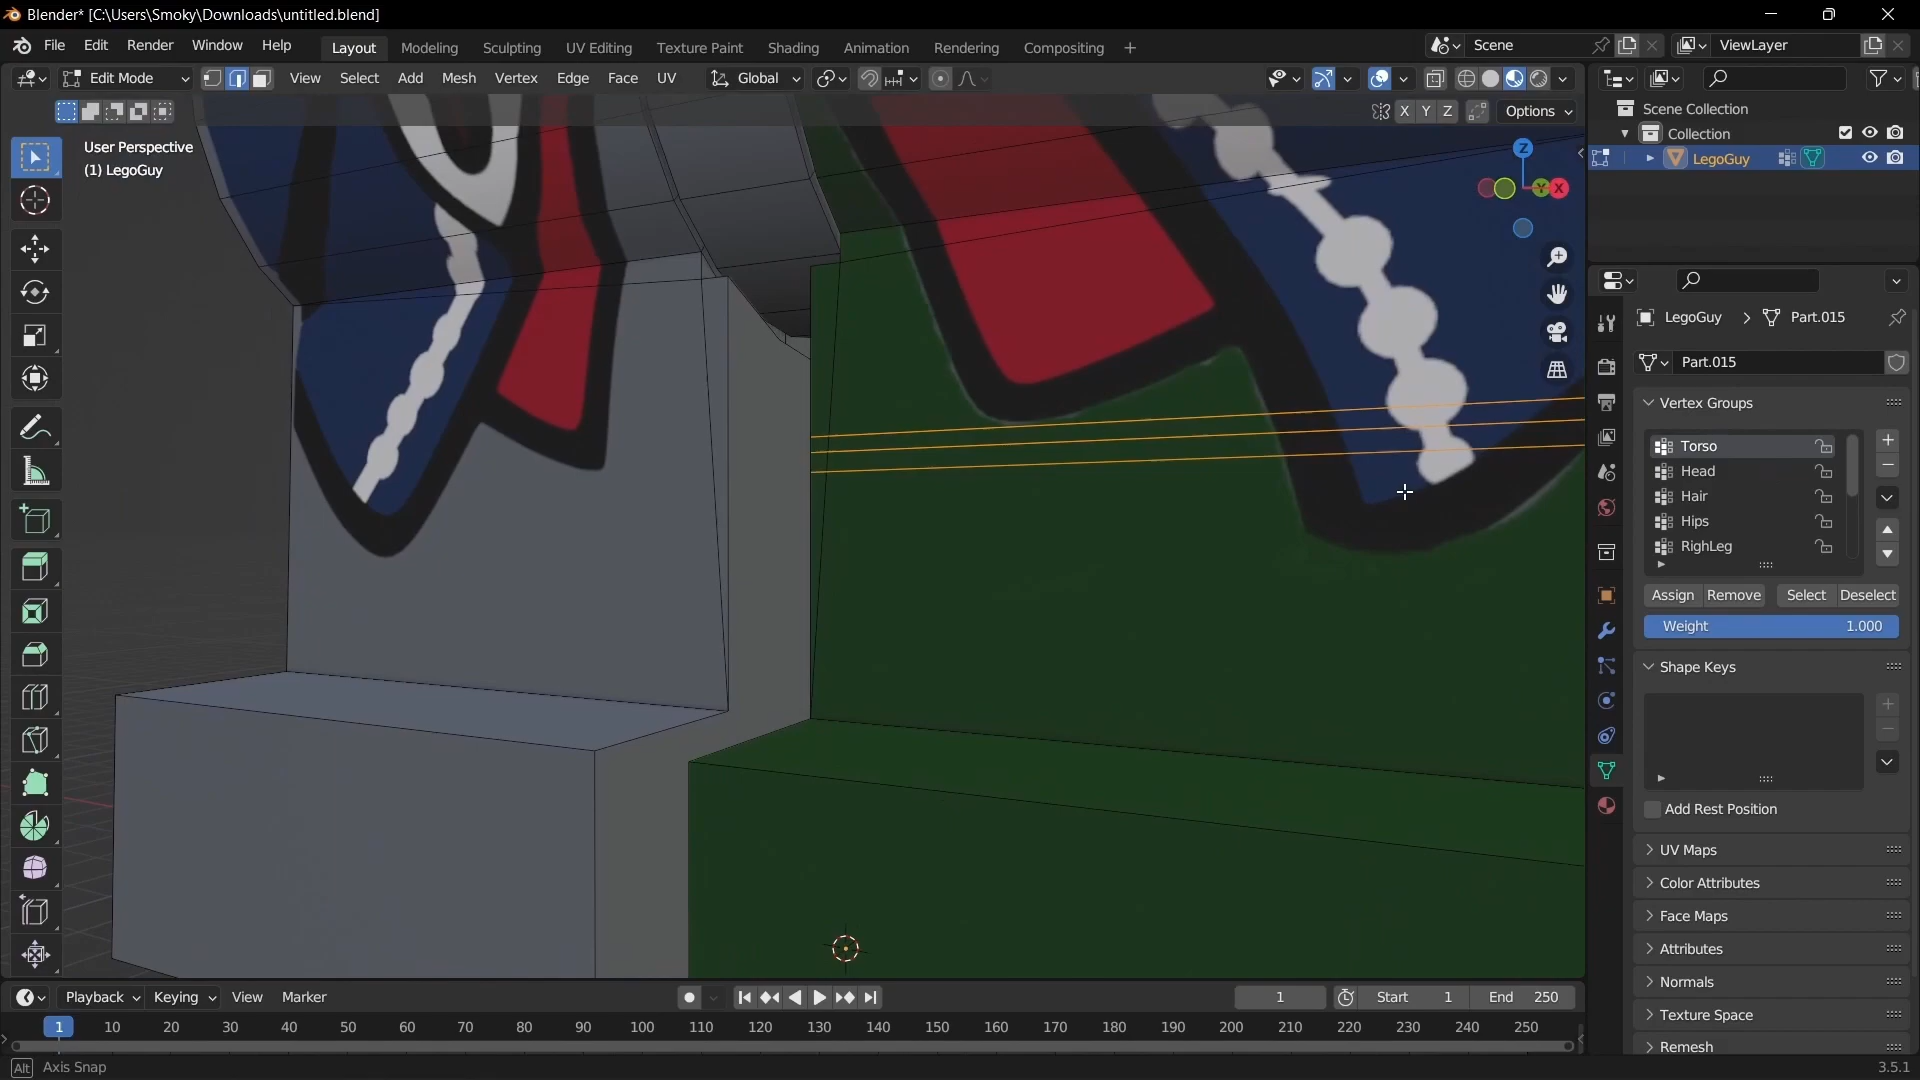 Blender* [C:\Users\Smoky\Downloads\untitled.blend]
File Edit Render Window Help Layout Modeling Sculpting UV Editing Texture Paint Shading Animation Rendering Compositing + Scene ViewLayer
Edit Mode View Select Add Mesh Vertex Edge Face UV Global
X Y Z Options
Scene Collection
Collection
LegoGuy
User Perspective
(1) LegoGuy
Z
Y X
LegoGuy > Part.015
Part.015
Vertex Groups
Torso
Head
Hair
Hips
RighLeg
Assign Remove Select Deselect
Weight 1.000
Shape Keys
Add Rest Position
UV Maps
Color Attributes
Face Maps
Attributes
Normals
Texture Space
Remesh
Playback Keying View Marker 1 Start 1 End 250
1 10 20 30 40 50 60 70 80 90 100 110 120 130 140 150 160 170 180 190 200 210 220 230 240 250
Alt Axis Snap 3.5.1